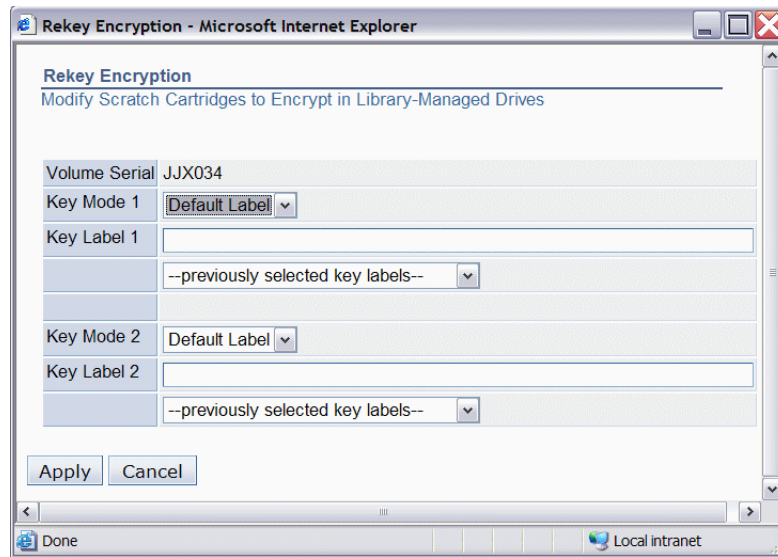 Rekey Encryption - Microsoft Internet Explorer
Rekey Encryption
Modify Scratch Cartridges to Encrypt in Library-Managed Drives
Volume Serial JJX034
Key Mode 1 Default Label
Key Label 1
--previously selected key labels--
Key Mode 2 Default Label
Key Label 2
--previously selected key labels--
Apply Cancel
Done Local intranet